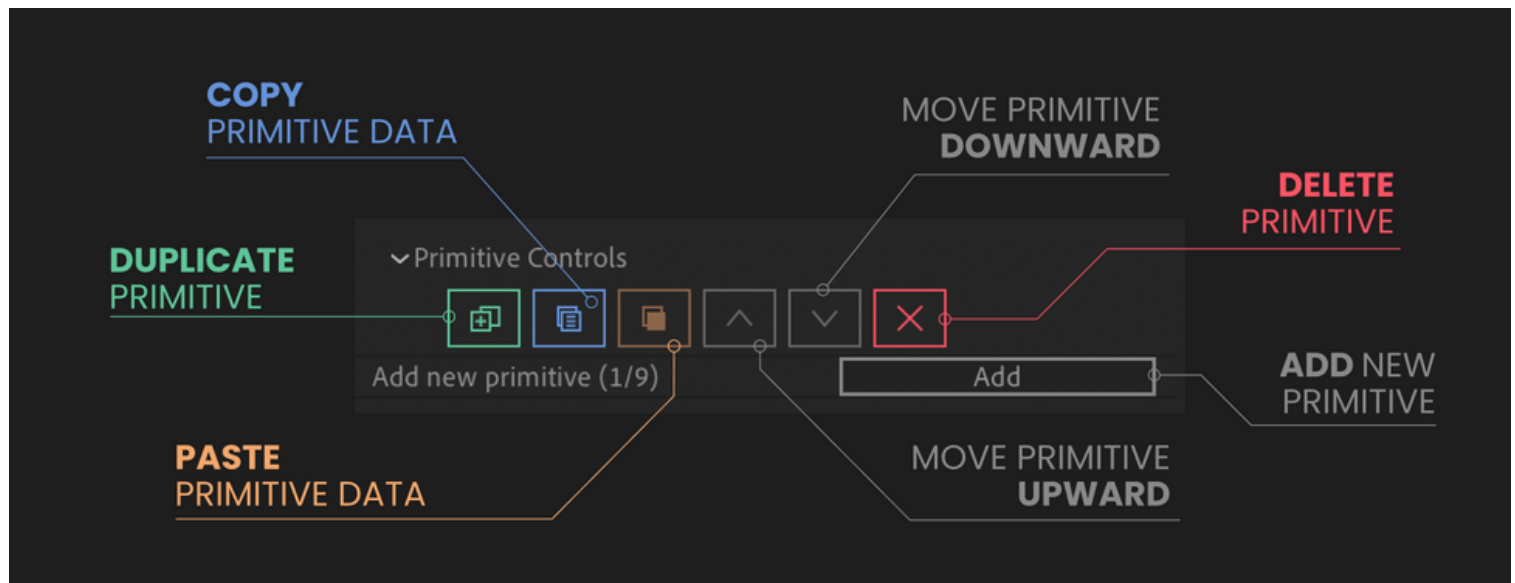 COPY
PRIMITIVE DATA
MOVE PRIMITIVE
DOWNWARD
DELETE
PRIMITIVE
DUPLICATE
PRIMITIVE
Primitive Controls
Add new primitive (1/9)
Add
ADD NEW
PRIMITIVE
PASTE
PRIMITIVE DATA
MOVE PRIMITIVE
UPWARD